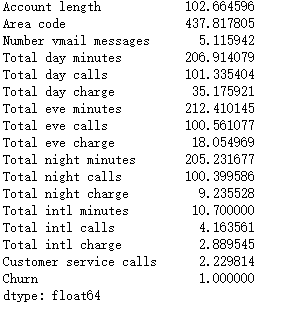 Account length 102.664596
Area code 437.817805
Number vmail messages 5.115942
Total day minutes 206.914079
Total day calls 101.335404
Total day charge 35.175921
Total eve minutes 212.410145
Total eve calls 100.561077
Total eve charge 18.054969
Total night minutes 205.231677
Total night calls 100.399586
Total night charge 9.235528
Total intl minutes 10.700000
Total intl calls 4.163561
Total intl charge 2.889545
Customer service calls 2.229814
Churn 1.000000
dtype: float64